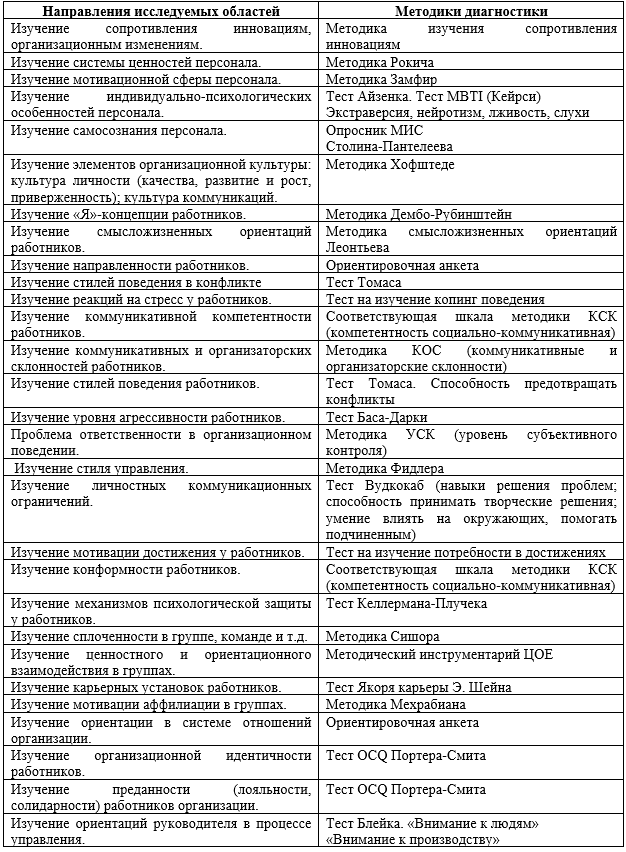 Направления исследуемых областей
Методики диагностики
Изучение сопротивления инновациям,
организационным изменениям.
Методика изучения сопротивления
инновациям
Изучение системы ценностей персонала.
Методика Рокича
Изучение мотивационной сферы персонала.
Методика Замфир
Изучение индивидуально-психологических
особенностей персонала.
Тест Айзенка. Тест MBTI (Кейрси)
Экстраверсия, нейротизм, лживость, слухи
Изучение самосознания персонала.
Опросник МИС
Столина-Пантелеева
Изучение элементов организационной культуры:
культура личности (качества, развитие и рост,
приверженность); культура коммуникаций.
Методика Хофштеде
Изучение «Я»-концепции работников.
Методика Дембо-Рубинштейн
Изучение смысложизненных ориентаций
работников.
Методика смысложизненных ориентаций
Леонтьева
Изучение направленности работников.
Ориентировочная анкета
Изучение стилей поведения в конфликте
Тест Томаса
Изучение реакций на стресс у работников.
Тест на изучение копинг поведения
Изучение коммуникативной компетентности
работников.
Соответствующая шкала методики КСК
(компетентность социально-коммуникативная)
Изучение коммуникативных и организаторских
склонностей работников.
Методика КОС (коммуникативные и
организаторские склонности)
Изучение стилей поведения работников.
Тест Томаса. Способность предотвращать
конфликты
Изучение уровня агрессивности работников.
Тест Баса-Дарки
Проблема ответственности в организационном
поведении.
Методика УСК (уровень субъективного
контроля)
Изучение стиля управления.
Методика Фидлера
Изучение личностных коммуникационных
ограничений.
Тест Вудкокаб (навыки решения проблем;
способность принимать творческие решения;
умение влиять на окружающих, помогать
подчиненным)
Изучение мотивации достижения у работников.
Тест на изучение потребности в достижениях
Изучение конформности работников.
Соответствующая шкала методики КСК
(компетентность социально-коммуникативная)
Изучение механизмов психологической защиты
у работников.
Тест Келлермана-Плучека
Изучение сплоченности в группе, команде и т.д.
Методика Сишора
Изучение ценностного и ориентационного
взаимодействия в группах.
Методический инструментарий ЦОЕ
Изучение карьерных установок работников.
Тест Якоря карьеры Э. Шейна
Изучение мотивации аффилиации в группах.
Методика Мехрабиана
Изучение ориентации в системе отношений
организации.
Ориентировочная анкета
Изучение организационной идентичности
работников.
Тест OCQ Портера-Смита
Изучение преданности (лояльности,
солидарности) работников организации.
Тест OCQ Портера-Смита
Изучение ориентаций руководителя в процессе
управления.
Тест Блейка. «Внимание к людям»
«Внимание к производству»